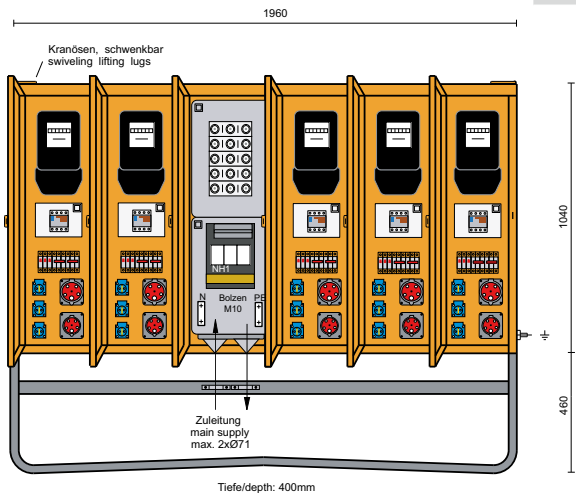 1960
Kranösen, schwenkbar
swiveling lifting lugs
1040
NH1
N Bolzen PE
M10
460
Zuleitung
main supply
max. 2xØ71
Tiefe/depth: 400mm